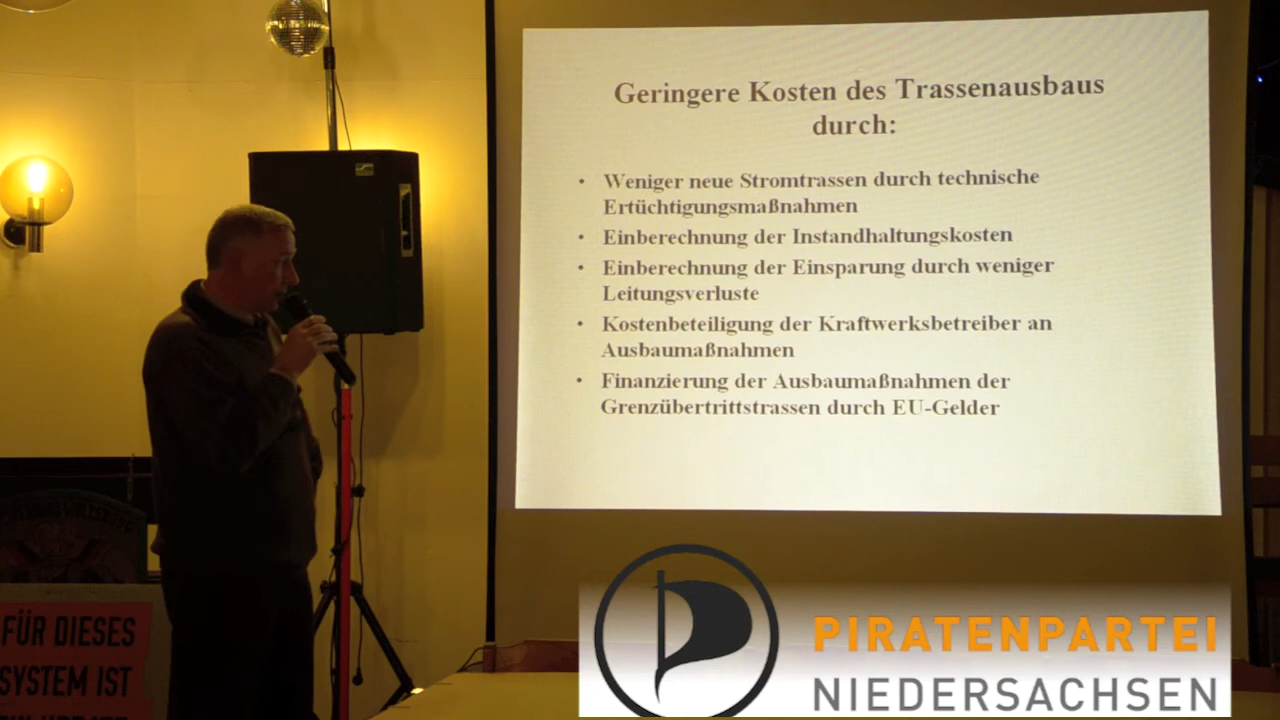 Geringere Kosten des Trassenausbaus
durch:
• Weniger neue Stromtrassen durch technische
Ertüchtigungsmaßnahmen
• Einberechnung der Instandhaltungskosten
• Einberechnung der Einsparung durch weniger
Leitungsverluste
• Kostenbeteiligung der Kraftwerksbetreiber an
Ausbaumaßnahmen
• Finanzierung der Ausbaumaßnahmen der
Grenzübertrittstrassen durch EU-Gelder
FÜR DIESES
SYSTEM IST
PIRATENPARTEI
NIEDERSACHSEN